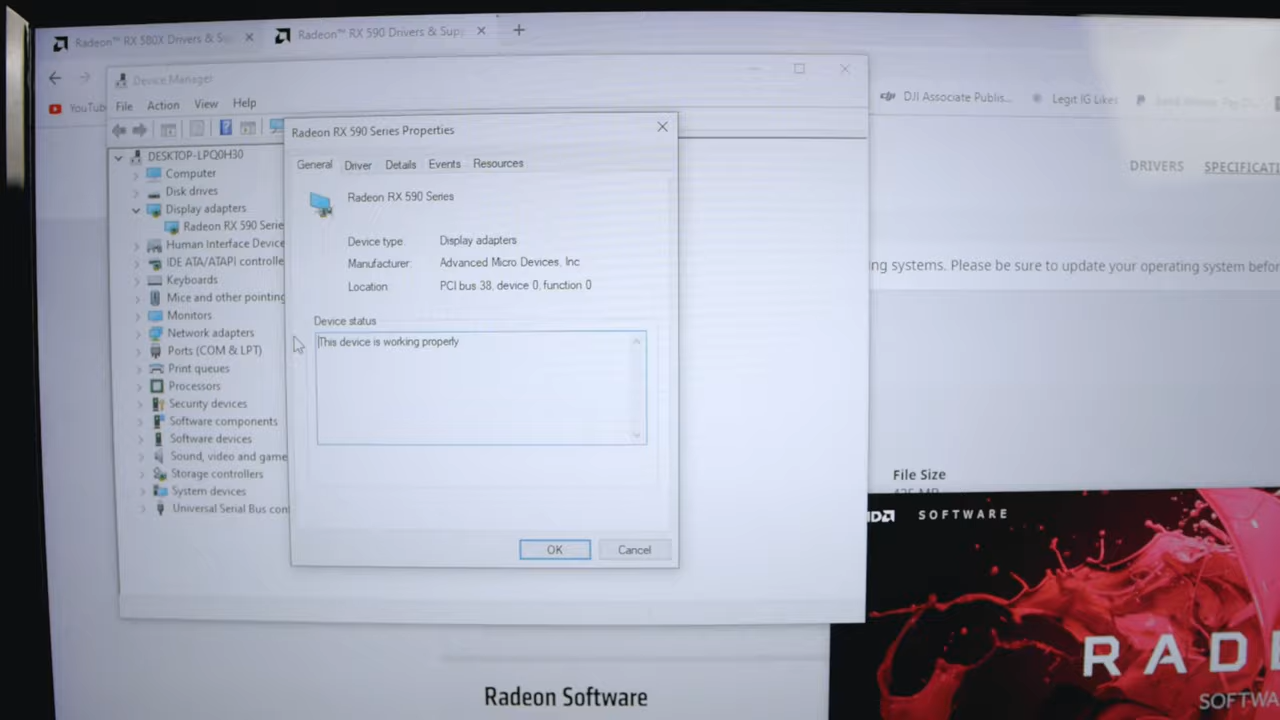 Radeon™ RX 580X Drivers & Su
Radeon™ RX 590 Drivers & Sup
Device Manager
YouTub
File Action View Help
DJI Associate Publis...
Legit IG Likes
Radeon RX 590 Series Properties
General Driver Details Events Resources
DESKTOP-LPQ0H30
Computer
Disk drives
Display adapters
Radeon RX 590 Serie
Human Interface Device
IDE ATA/ATAPI controlle
Keyboards
Mice and other pointing
Monitors
Network adapters
Ports (COM & LPT)
Print queues
Processors
Security devices
Software components
Software devices
Sound, video and game
Storage controllers
System devices
Universal Serial Bus con
Radeon RX 590 Series
Device type: Display adapters
Manufacturer: Advanced Micro Devices, Inc
Location: PCI bus 38, device 0, function 0
Device status
This device is working properly
OK Cancel
DRIVERS SPECIFICATI
ng systems. Please be sure to update your operating system befor
File Size
AMD SOFTWARE
RADE
SOFTWA
Radeon Software